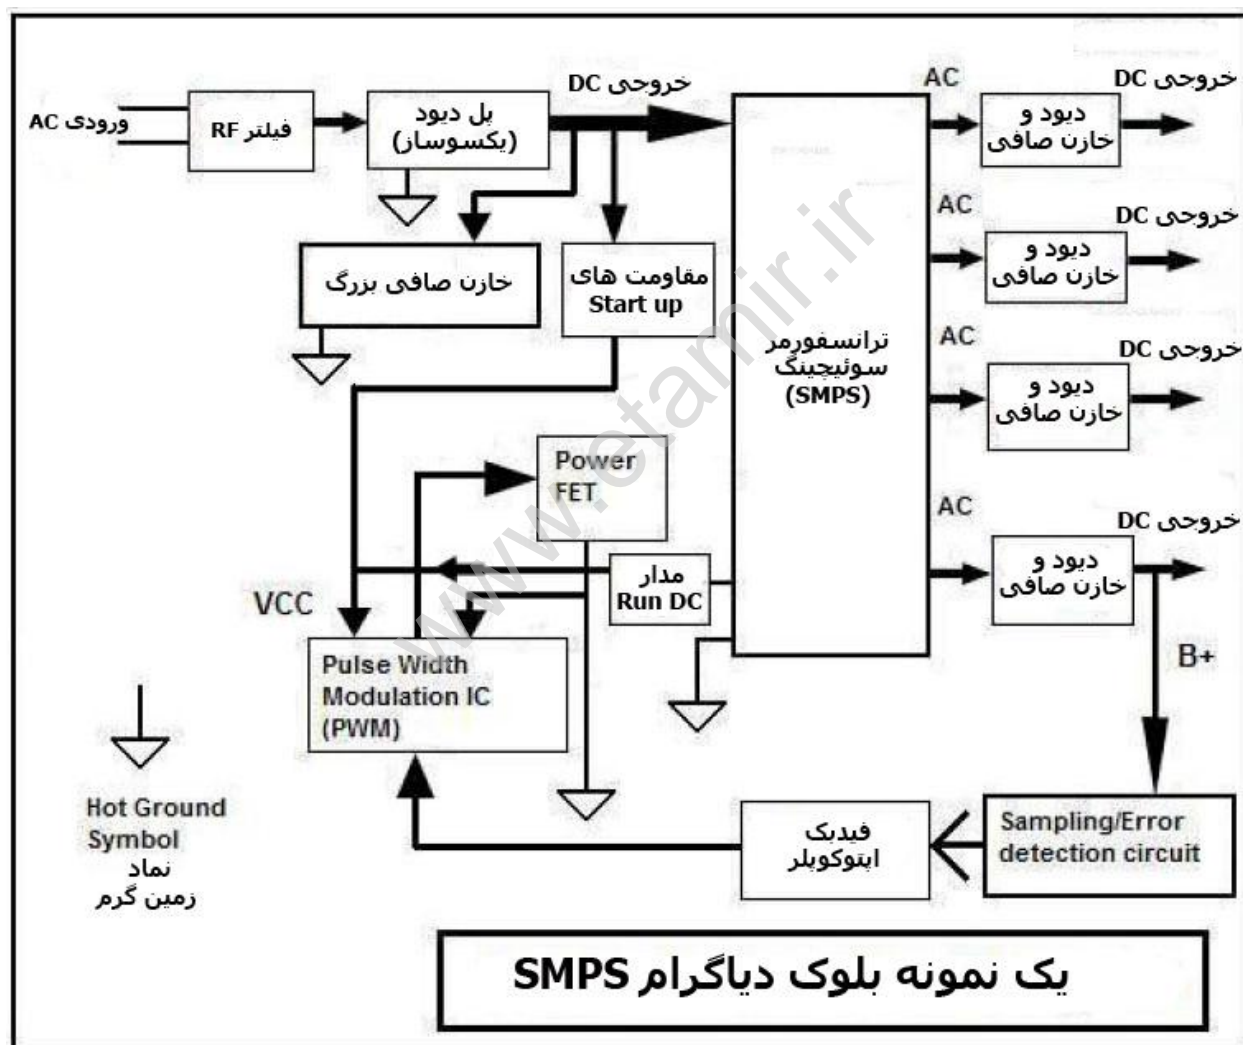 ورودی AC
فیلتر RF
پل دیود
(یکسوساز)
خروجی DC
خازن صافی بزرگ
مقاومت های
Start up
ترانسفورمر
سوئیچینگ
(SMPS)
AC
دیود و
خازن صافی
خروجی DC
AC
دیود و
خازن صافی
خروجی DC
AC
دیود و
خازن صافی
خروجی DC
AC
دیود و
خازن صافی
خروجی DC
B+
Power
FET
مدار
Run DC
VCC
Pulse Width
Modulation IC
(PWM)
Hot Ground
Symbol
نماد
زمین گرم
فیدبک
اپتوکوپلر
Sampling/Error
detection circuit
یک نمونه بلوک دیاگرام SMPS
www.etamir.ir